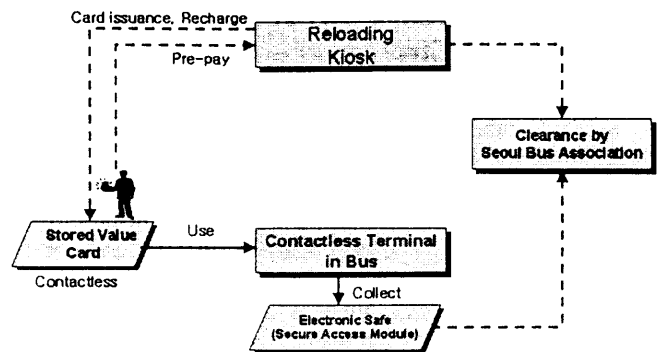 Card issuance, Recharge
Reloading
Kiosk
Pre-pay
Clearance by
Seoul Bus Association
Stored Value
Card
Use
Contactless Terminal
in Bus
Contactless
Collect
Electronic Safe
(Secure Access Module)